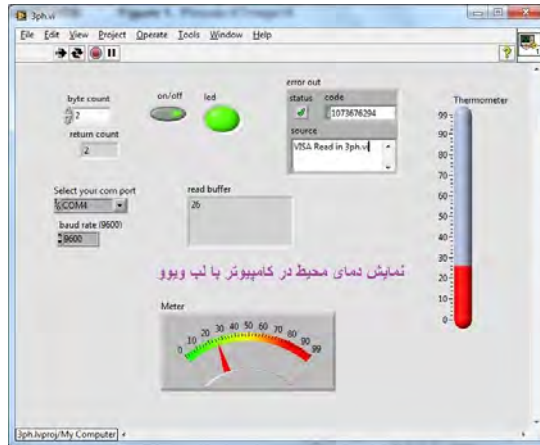 3ph.vi
File Edit View Project Operate Tools Window Help
byte count
2
return count
2
on/off
led
error out
status
code
1073676294
source
VISA Read in 3ph.vi
Thermometer
99
90
80
70
60
50
40
30
20
10
0
Select your com port
COM4
baud rate (9600)
9600
read buffer
26
نمایش دمای محیط در کامپیوتر با لب ویوو
Meter
0 10 20 30 40 50 60 70 80 90 99
3ph.lvproj/My Computer